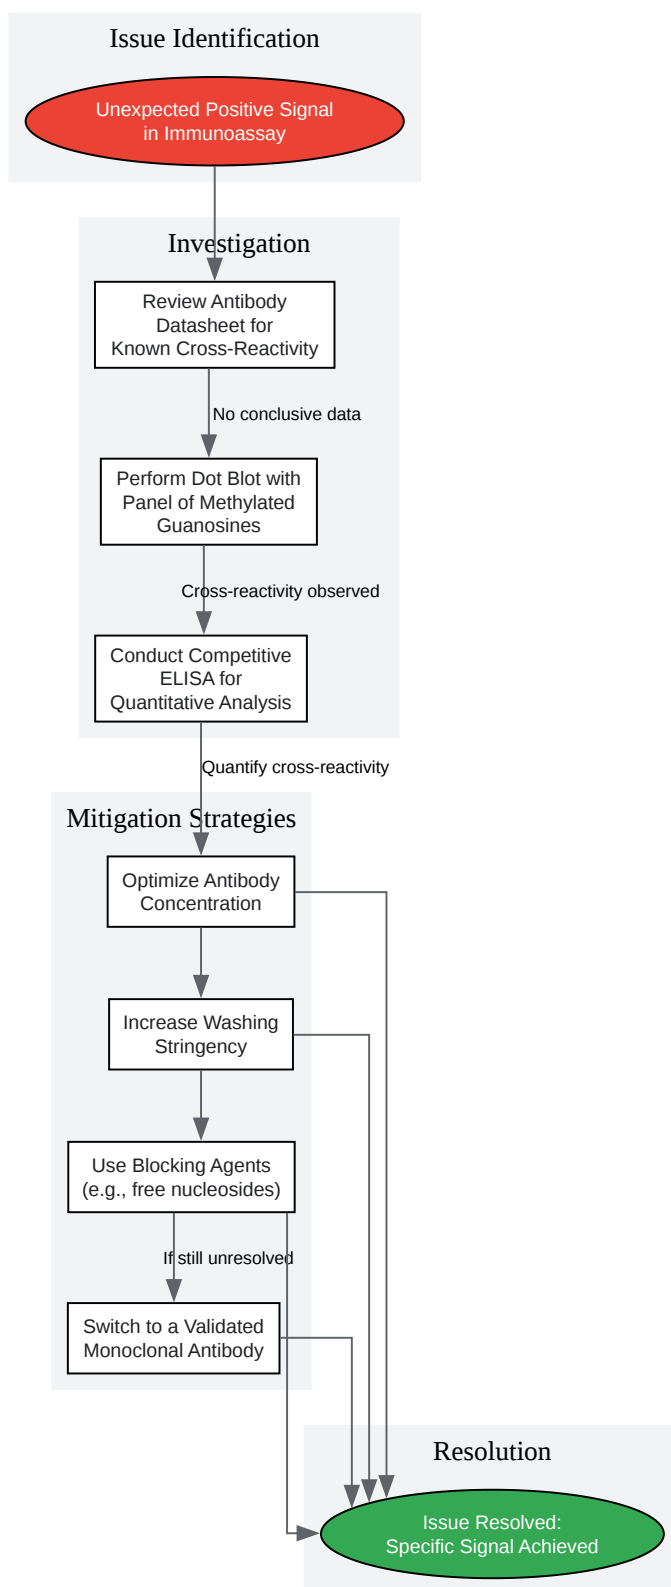 Issue Identification
Unexpected Positive Signal
in Immunoassay
Investigation
Review Antibody
Datasheet for
Known Cross-Reactivity
No conclusive data
Perform Dot Blot with
Panel of Methylated
Guanosines
Cross-reactivity observed
Conduct Competitive
ELISA for
Quantitative Analysis
Quantify cross-reactivity
Mitigation Strategies
Optimize Antibody
Concentration
Increase Washing
Stringency
Use Blocking Agents
(e.g., free nucleosides)
If still unresolved
Switch to a Validated
Monoclonal Antibody
Resolution
Issue Resolved:
Specific Signal Achieved